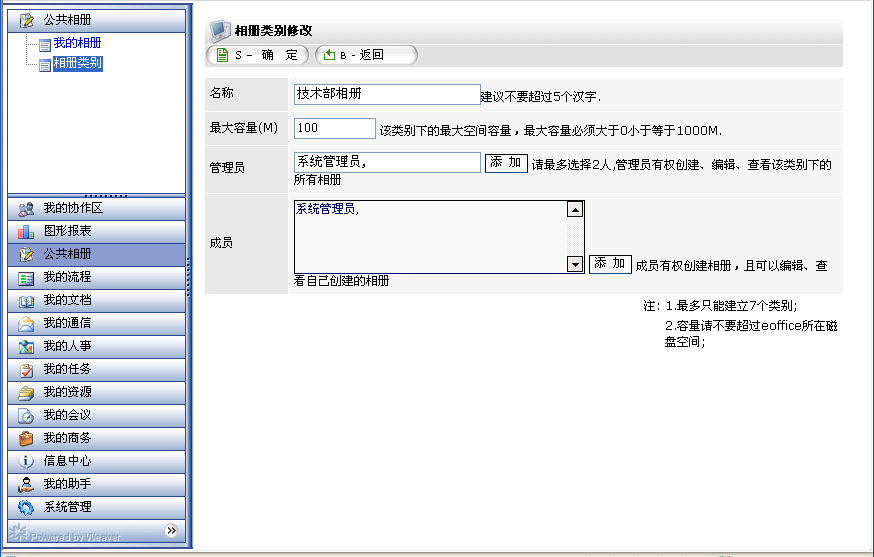 公共相册
我的相册
相册类别
我的协作区
图形报表
公共相册
我的流程
我的文档
我的通信
我的人事
我的任务
我的资源
我的会议
我的商务
信息中心
我的助手
系统管理
Powered by Weaver
相册类别修改
S - 确 定
B - 返回
名称
技术部相册
建议不要超过5个汉字.
最大容量(M)
100
该类别下的最大空间容量，最大容量必须大于0小于等于1000M.
管理员
系统管理员,
添 加
请最多选择2人,管理员有权创建、编辑、查看该类别下的
所有相册
成员
系统管理员,
添 加
成员有权创建相册，且可以编辑、查
看自己创建的相册
注: 1.最多只能建立7个类别;
2.容量请不要超过eoffice所在磁
盘空间;